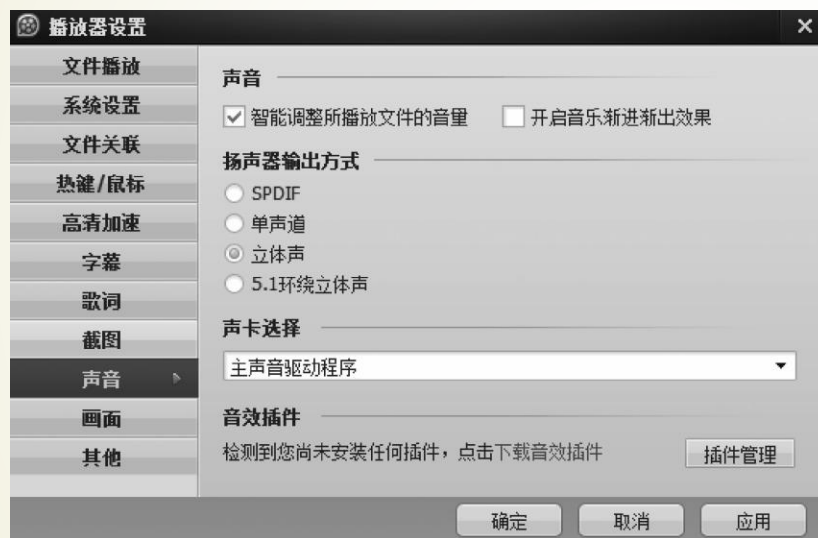 播放器设置
文件播放
系统设置
文件关联
热键/鼠标
高清加速
字幕
歌词
截图
声音
画面
其他
声音
智能调整所播放文件的音量 开启音乐渐进渐出效果
扬声器输出方式
SPDIF
单声道
立体声
5.1环绕立体声
声卡选择
主声音驱动程序
音效插件
检测到您尚未安装任何插件，点击下载音效插件 插件管理
确定 取消 应用